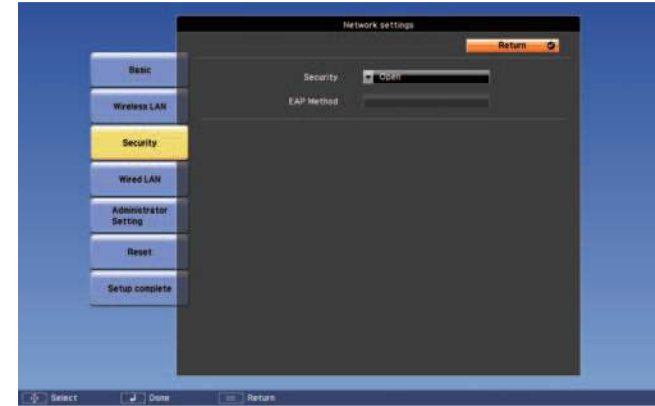 Network settings
Return
Basic
Wireless LAN
Security
Wired LAN
Administrator
Setting
Reset
Setup complete
Security
Open
EAP Method
Select
Done
Return